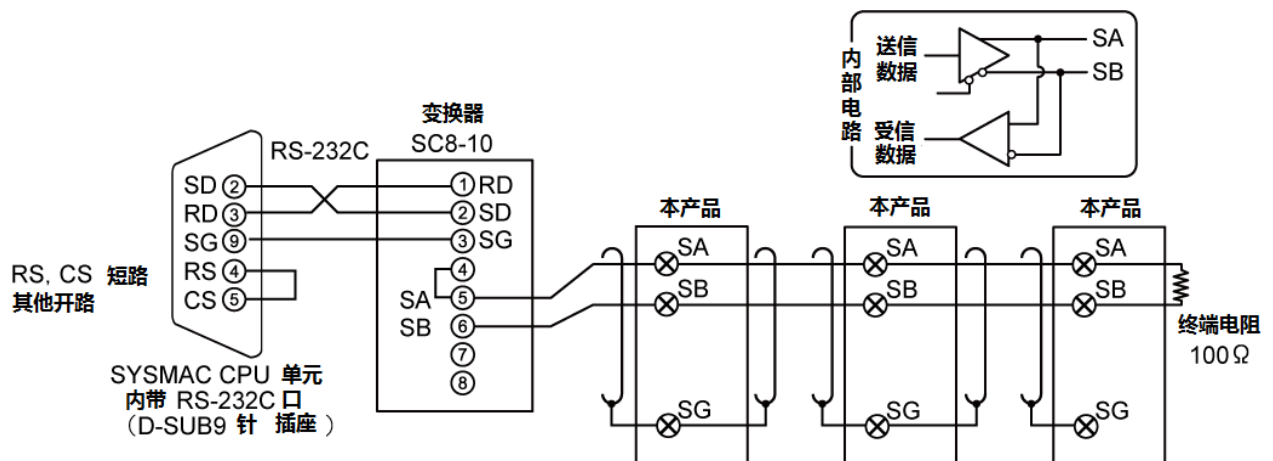 内部电路
送信
数据
SA
SB
受信
数据
变换器
SC8-10
RS-232C
SD ②
RD ③
SG ⑨
RS ④
CS ⑤
RS, CS 短路
其他开路
① RD
② SD
③ SG
④
SA ⑤
SB ⑥
⑦
⑧
SYSMAC CPU 单元
内带 RS-232C 口
（D-SUB9 针 插座）
本产品
SA
SB
SG
本产品
SA
SB
SG
本产品
SA
SB
SG
终端电阻
100Ω